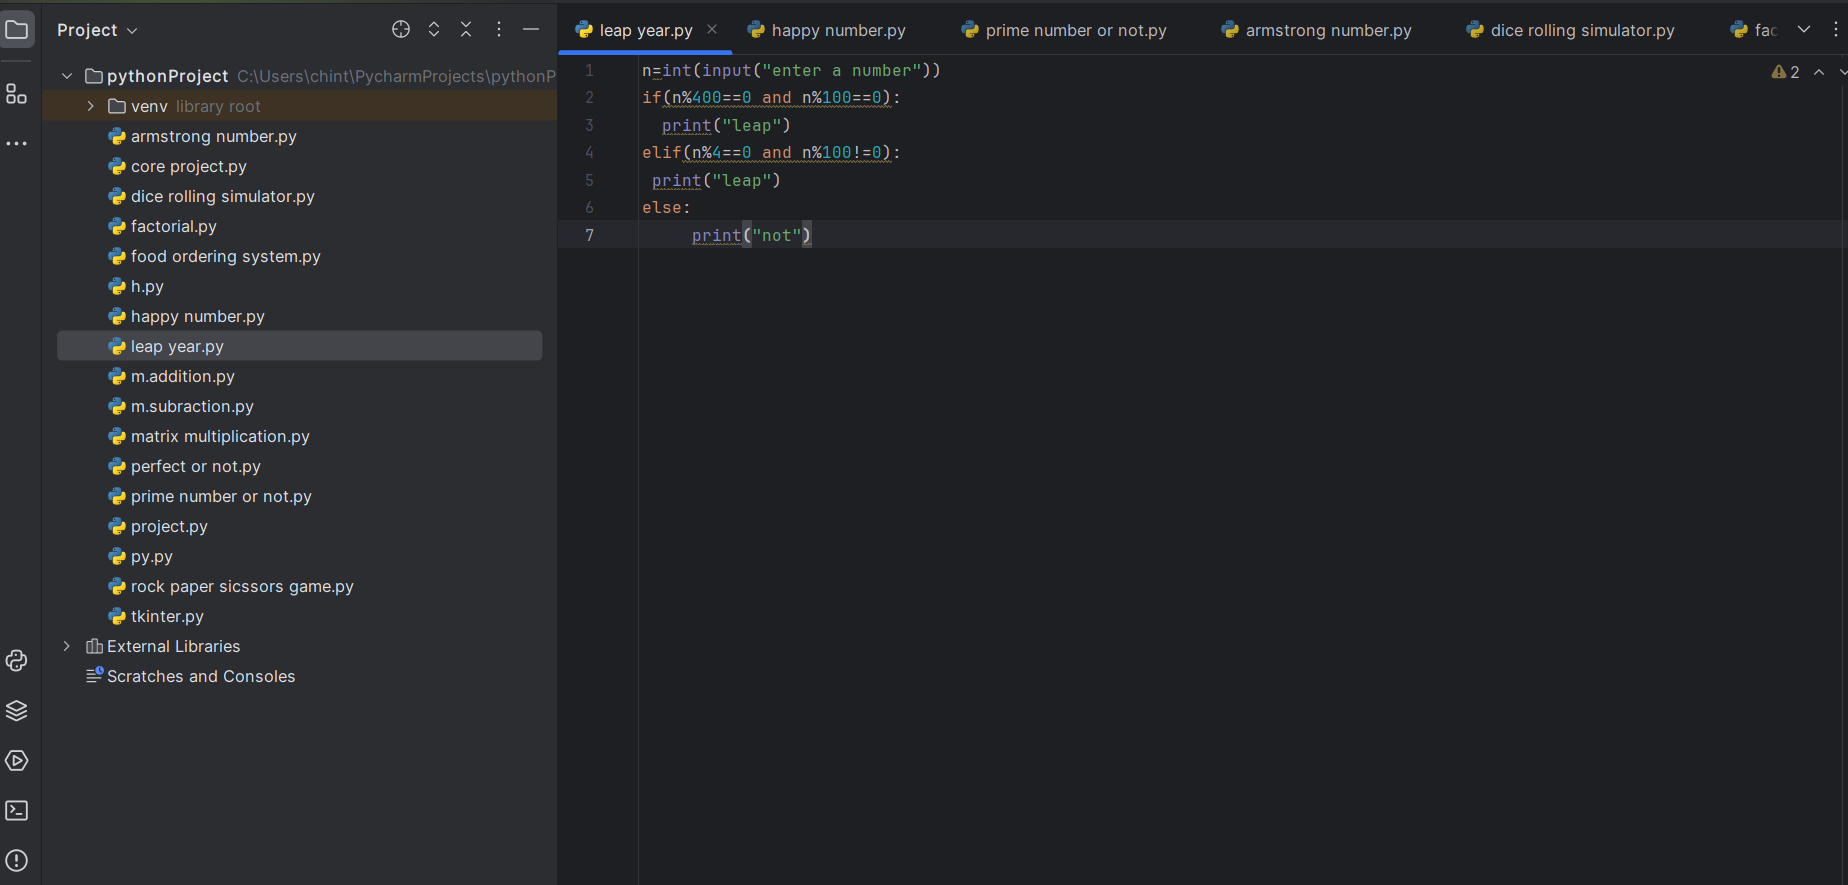 Project
pythonProject C:\Users\chint\PycharmProjects\pythonP
venv library root
armstrong number.py
core project.py
dice rolling simulator.py
factorial.py
food ordering system.py
h.py
happy number.py
leap year.py
m.addition.py
m.subraction.py
matrix multiplication.py
perfect or not.py
prime number or not.py
project.py
py.py
rock paper sicssors game.py
tkinter.py
External Libraries
Scratches and Consoles
leap year.py happy number.py prime number or not.py armstrong number.py dice rolling simulator.py fac
2
1 n=int(input("enter a number"))
2 if(n%400==0 and n%100==0):
3 print("leap")
4 elif(n%4==0 and n%100!=0):
5 print("leap")
6 else:
7 print("not")